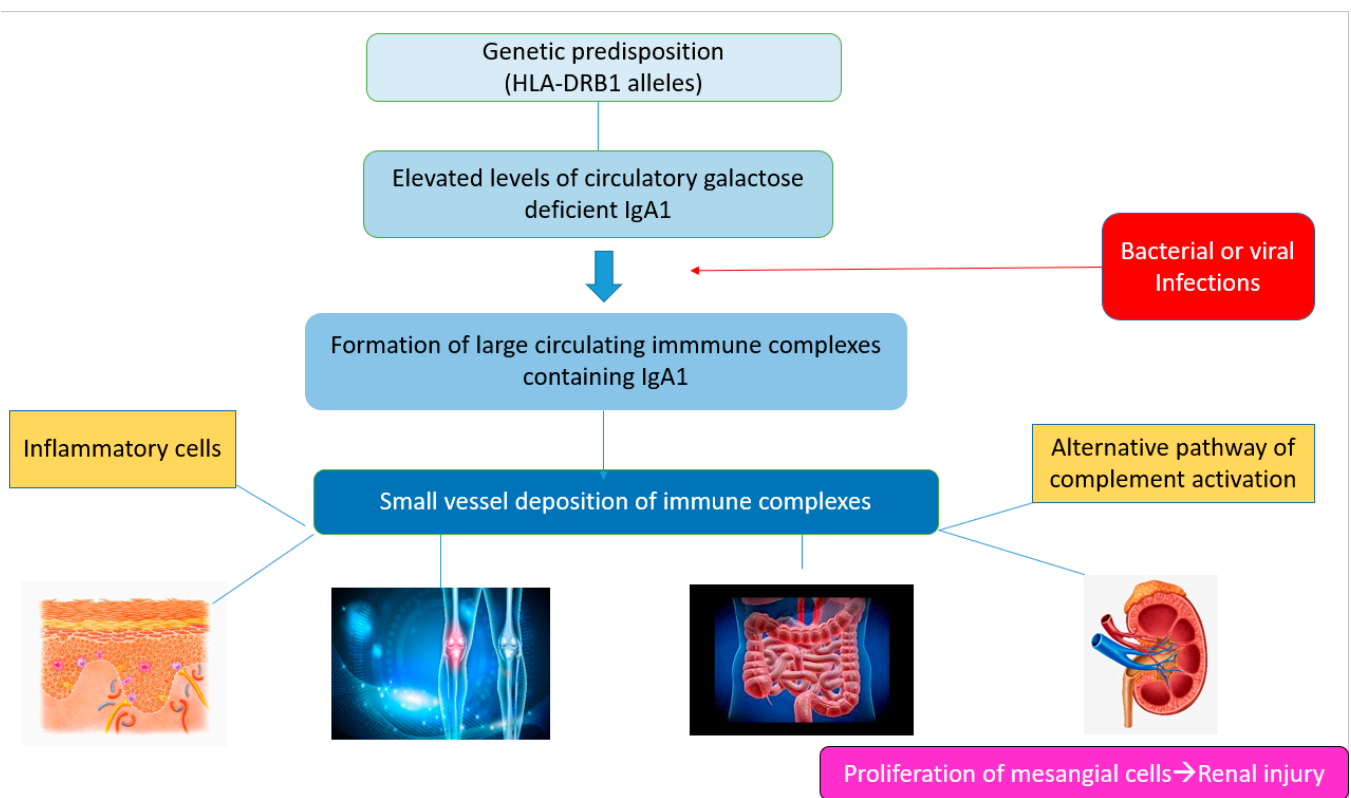 Genetic predisposition
(HLA-DRB1 alleles)
Elevated levels of circulatory galactose
deficient IgA1
Bacterial or viral
Infections
Formation of large circulating immmune complexes
containing IgA1
Inflammatory cells
Alternative pathway of
complement activation
Small vessel deposition of immune complexes
Proliferation of mesangial cells→Renal injury